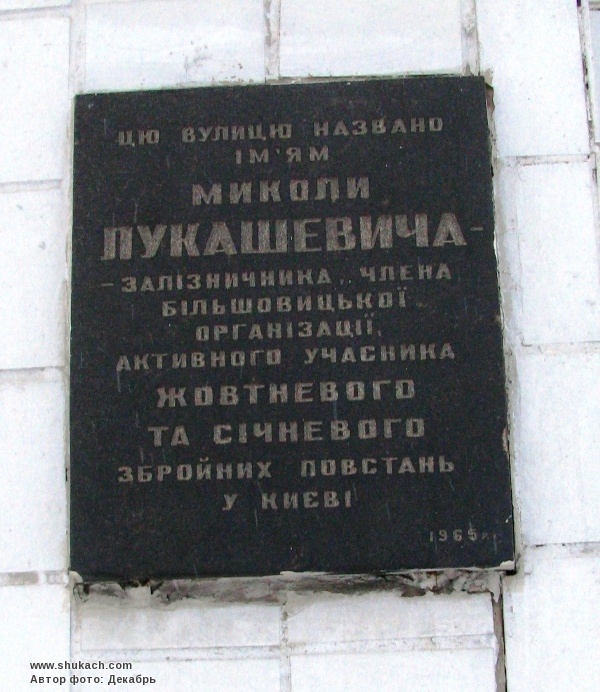 ЦЮ ВУЛИЦЮ НАЗВАНО
ІМ'ЯМ
МИКОЛИ
ЛУКАШЕВИЧА -
- ЗАЛІЗНИЧНИКА, ЧЛЕНА
БІЛЬШОВИЦЬКОЇ
ОРГАНІЗАЦІЇ,
АКТИВНОГО УЧАСНИКА
ЖОВТНЕВОГО
ТА СІЧНЕВОГО
ЗБРОЙНИХ ПОВСТАНЬ
У КИЄВІ
1965 р.
www.shukach.com
Автор фото: Декабрь